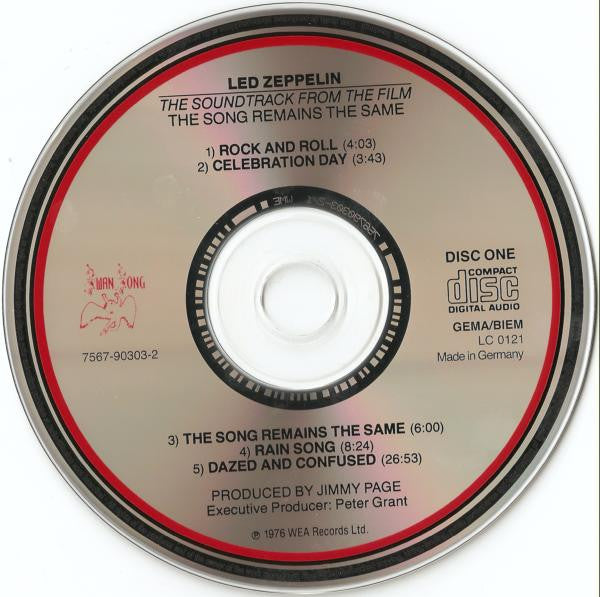 LED ZEPPELIN
THE SOUNDTRACK FROM THE FILM
THE SONG REMAINS THE SAME
1) ROCK AND ROLL (4:03)
2) CELEBRATION DAY (3:43)
SWAN SONG
7567-90303-2
DISC ONE
COMPACT
disc
DIGITAL AUDIO
GEMA/BIEM
LC 0121
Made in Germany
3) THE SONG REMAINS THE SAME (6:00)
4) RAIN SONG (8:24)
5) DAZED AND CONFUSED (26:53)
PRODUCED BY JIMMY PAGE
Executive Producer: Peter Grant
℗ 1976 WEA Records Ltd.